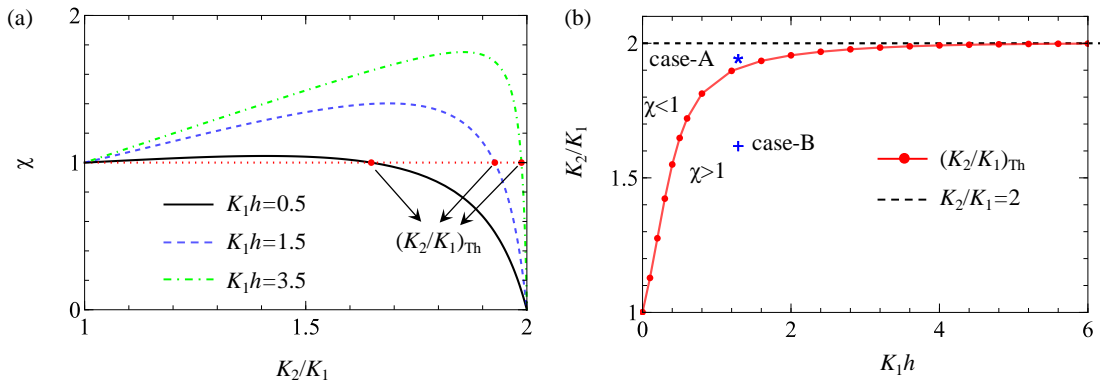 (a)
2
χ
1
0
K₁h=0.5
K₁h=1.5
K₁h=3.5
(K₂/K₁)Th
1
1.5
2
K₂/K₁
(b)
2
K₂/K₁
1.5
1
case-A
χ<1
case-B
χ>1
(K₂/K₁)Th
K₂/K₁=2
0
2
4
6
K₁h